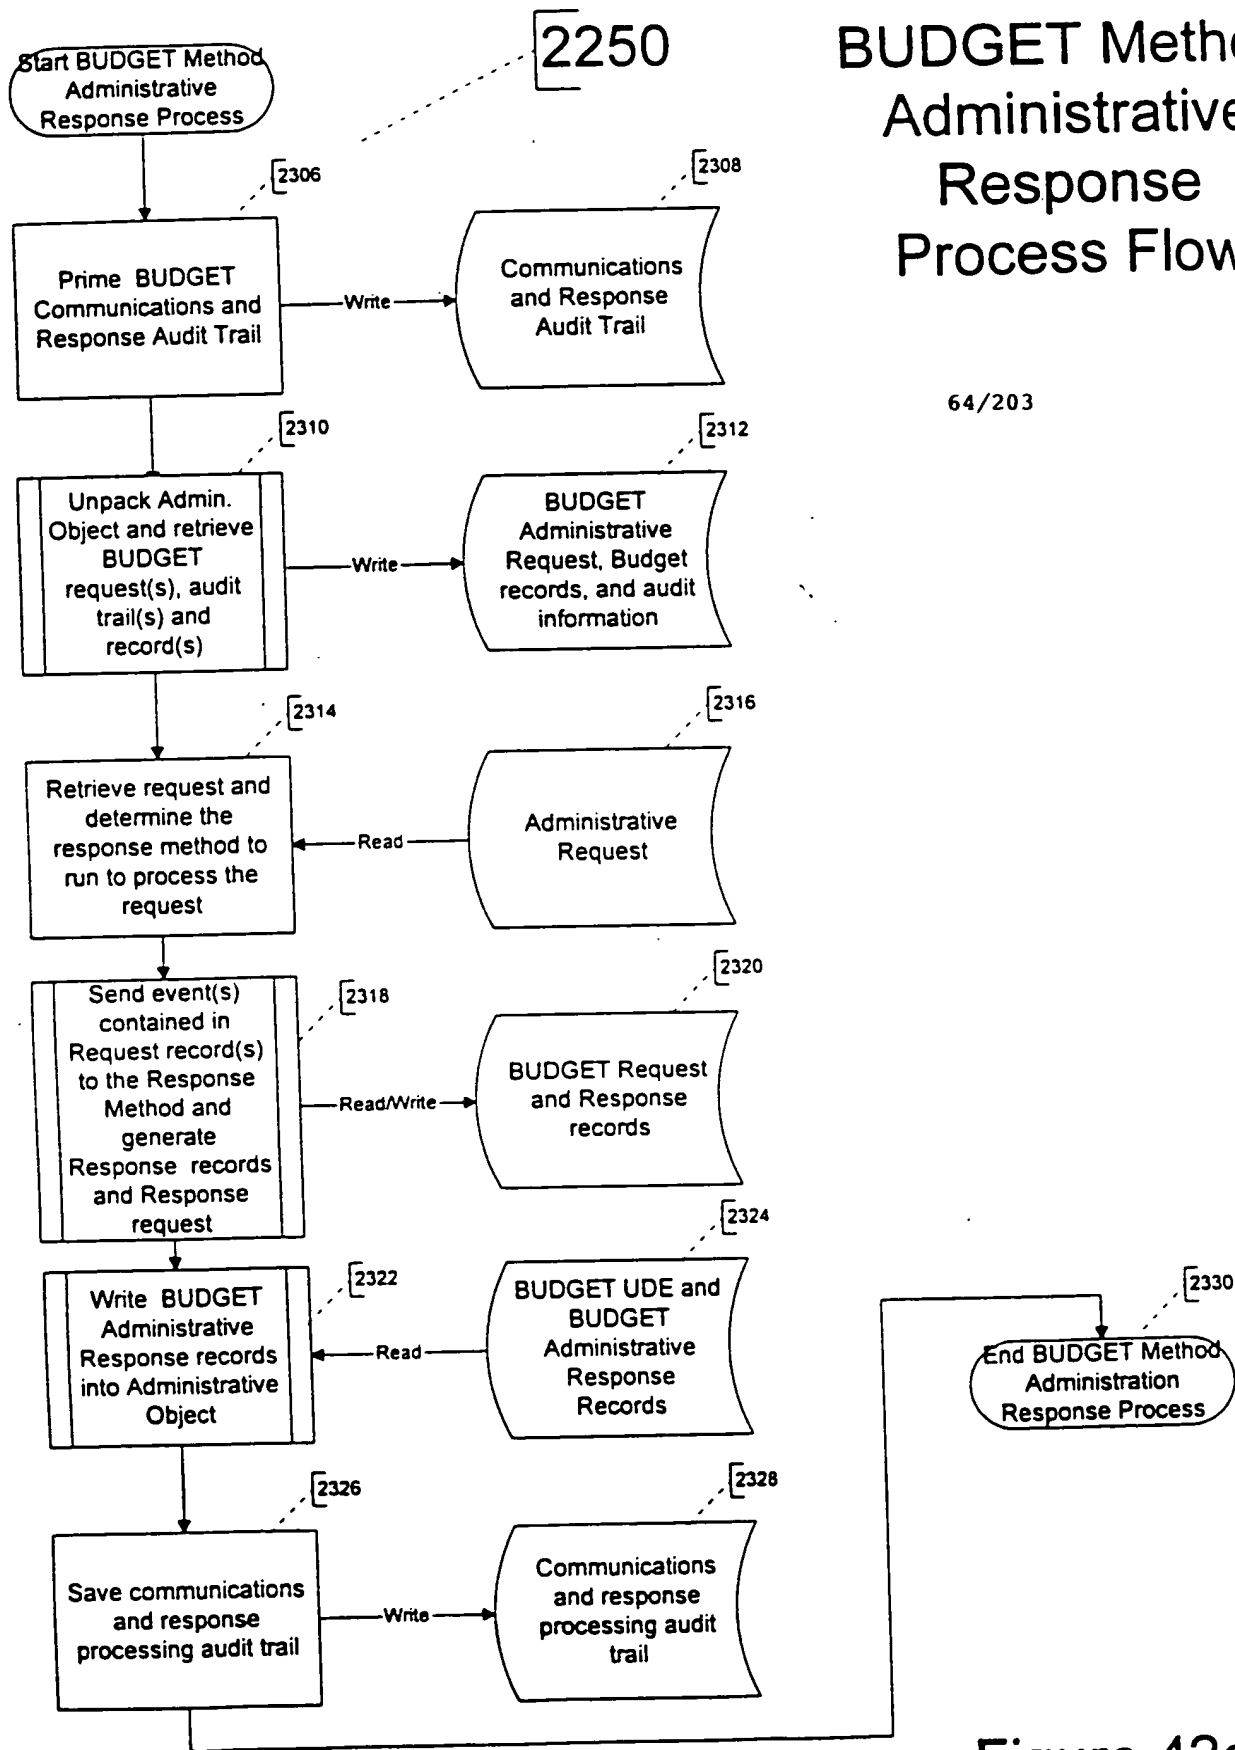 2250
BUDGET
Administrative
Response
Process Flow
64/203
Start BUDGET Method
Administrative
Response Process
2306
Prime BUDGET
Communications and
Response Audit Trail
Write
2308
Communications
and Response
Audit Trail
2310
Unpack Admin.
Object and retrieve
BUDGET
request(s), audit
trail(s) and
record(s)
Write
2312
BUDGET
Administrative
Request, Budget
records, and audit
information
2314
Retrieve request and
determine the
response method to
run to process the
request
Read
2316
Administrative
Request
2318
Send event(s)
contained in
Request record(s)
to the Response
Method and
generate
Response records
and Response
request
Read/Write
2320
BUDGET Request
and Response
records
2322
Write BUDGET
Administrative
Response records
into Administrative
Object
Read
2324
BUDGET UDE and
BUDGET
Administrative
Response
Records
2326
Save communications
and response
processing audit trail
Write
2328
Communications
and response
processing audit
trail
2330
End BUDGET Method
Administration
Response Process